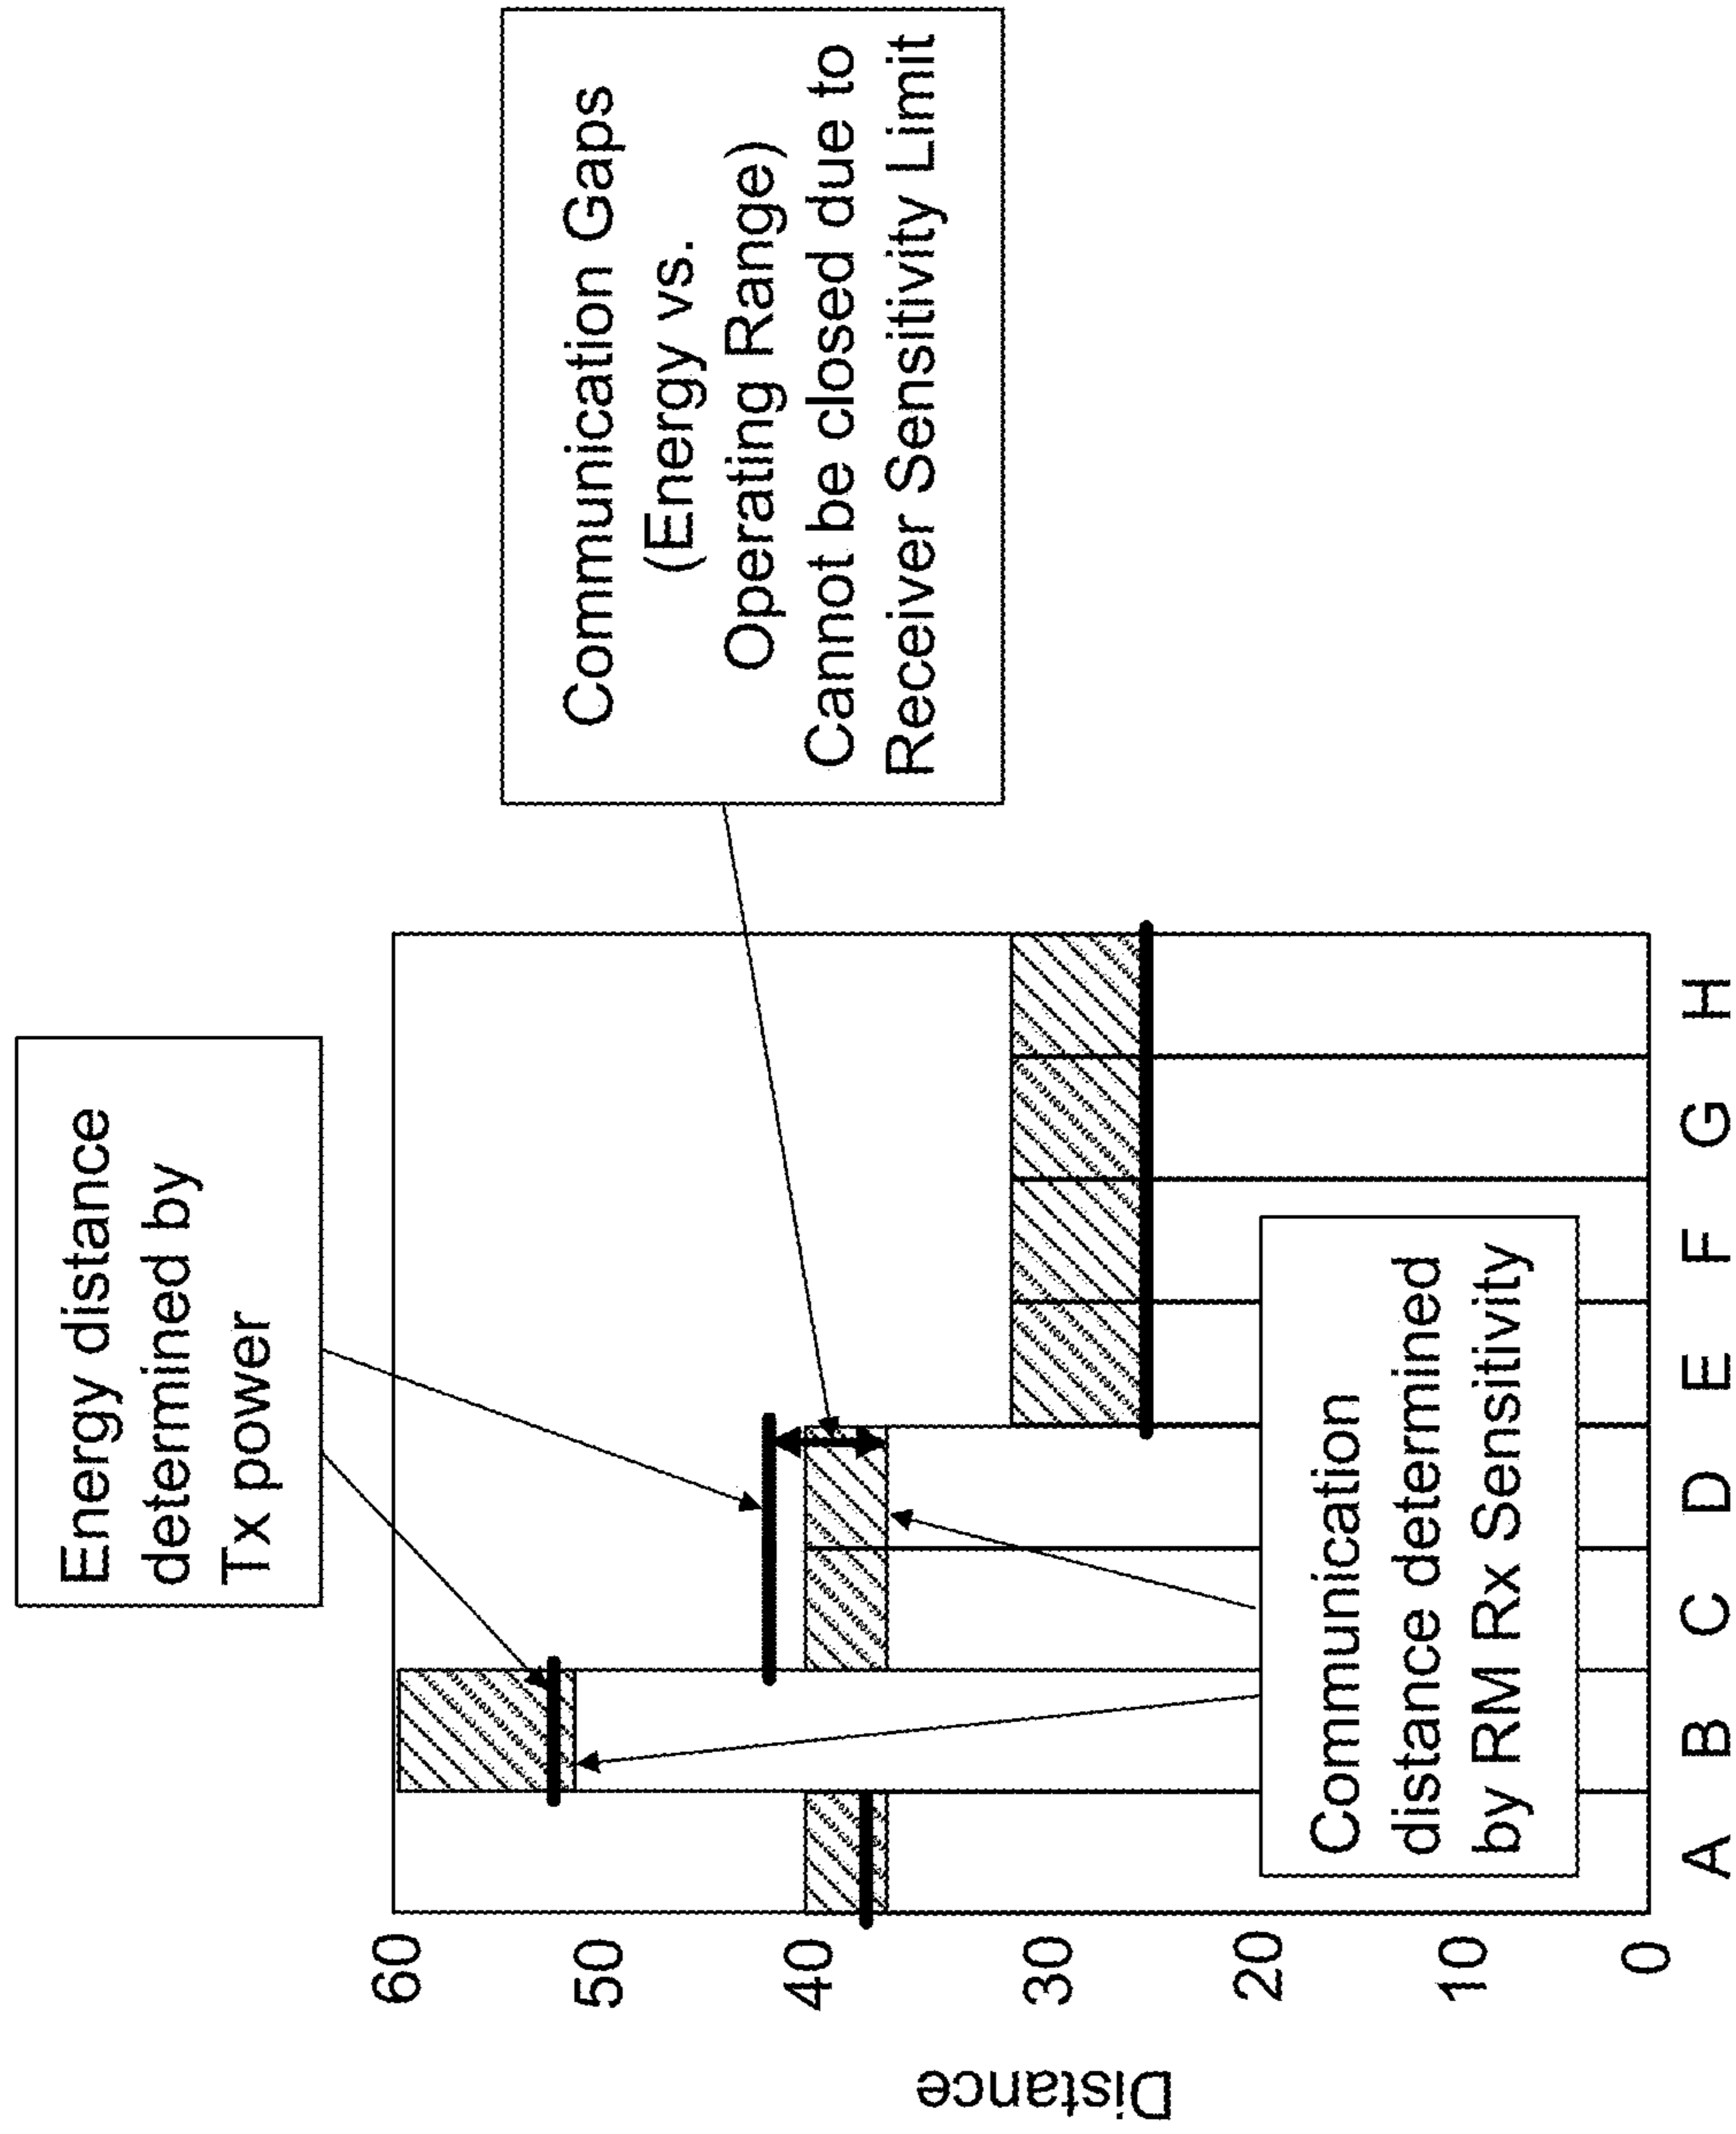 Energy distance
determined by
Tx power
Communication Gaps
(Energy vs.
Operating Range)
Cannot be closed due to
Receiver Sensitivity Limit
Communication
distance determined
by RM Rx Sensitivity
Distance
60
50
40
30
20
10
0
A B C D E F G H